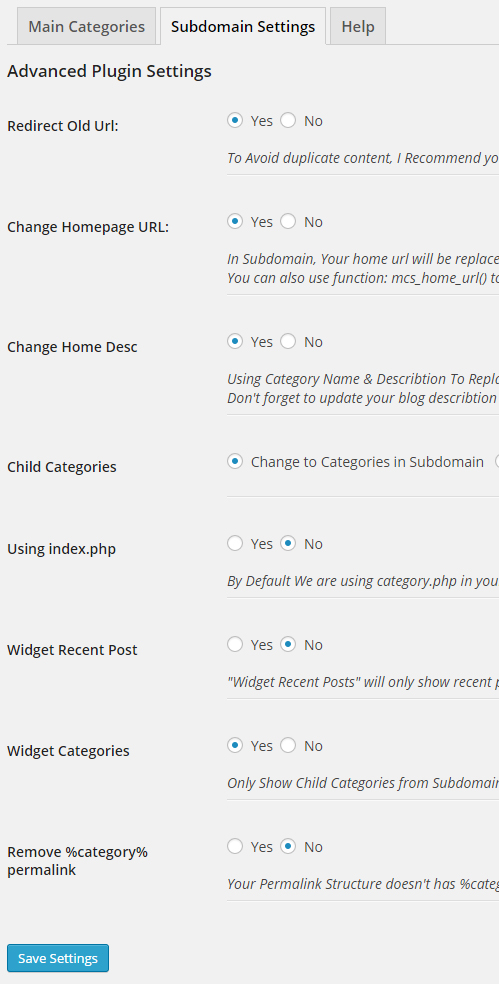 Main Categories Subdomain Settings Help
Advanced Plugin Settings
Redirect Old Url: Yes No
To Avoid duplicate content, I Recommend yo
Change Homepage URL: Yes No
In Subdomain, Your home url will be replace
You can also use function: mcs_home_url() to
Change Home Desc Yes No
Using Category Name & Describtion To Repla
Don't forget to update your blog describtion
Child Categories Change to Categories in Subdomain
Using index.php Yes No
By Default We are using category.php in you
Widget Recent Post Yes No
"Widget Recent Posts" will only show recent p
Widget Categories Yes No
Only Show Child Categories from Subdomain
Remove %category% Yes No
permalink
Your Permalink Structure doesn't has %categ
Save Settings